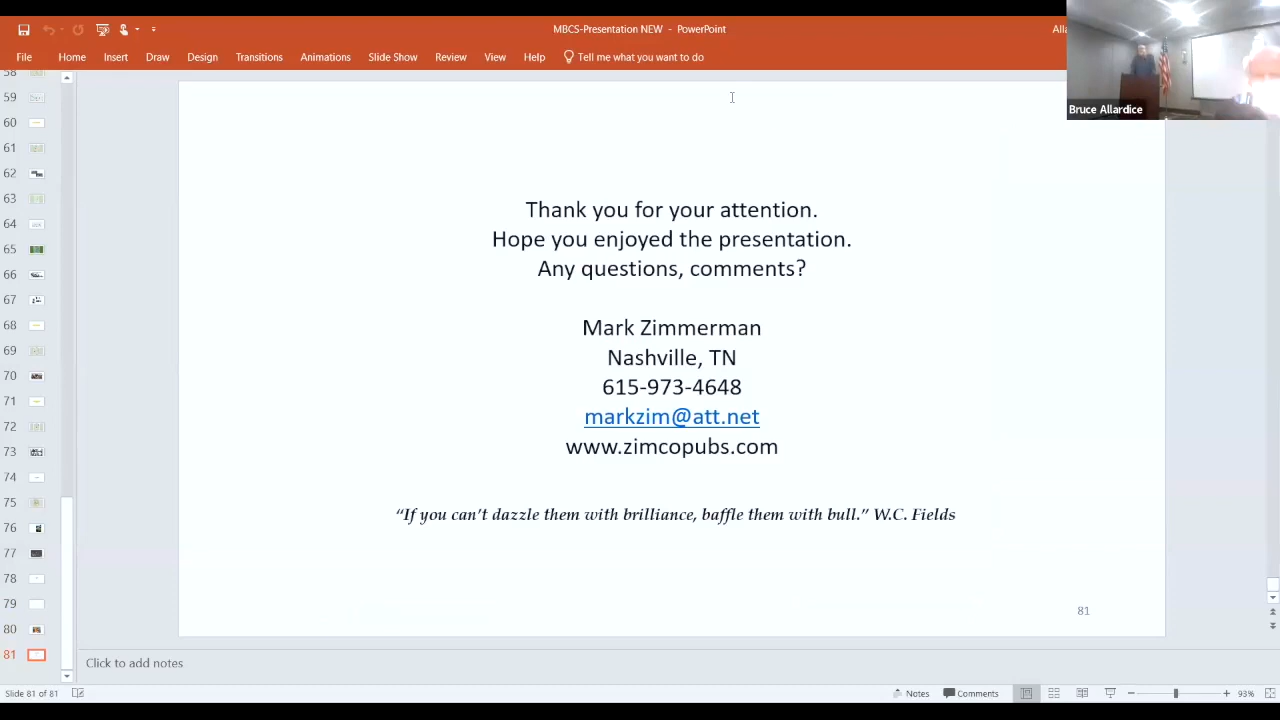 MBCS-Presentation NEW - PowerPoint
Alla
File Home Insert Draw Design Transitions Animations Slide Show Review View Help Tell me what you want to do
Bruce Allardice
58
59
60
61
62
63
64
65
66
67
68
69
70
71
72
73
74
75
76
77
78
79
80
81
Thank you for your attention.
Hope you enjoyed the presentation.
Any questions, comments?
Mark Zimmerman
Nashville, TN
615-973-4648
markzim@att.net
www.zimcopubs.com
“If you can’t dazzle them with brilliance, baffle them with bull.” W.C. Fields
81
Click to add notes
Slide 81 of 81 Notes Comments 93%